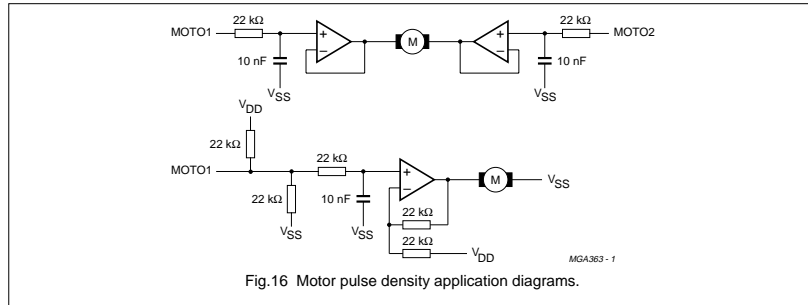 22 kΩ
22 kΩ
MOTO1
+
−
M
+
−
MOTO2
10 nF
10 nF
VSS
VSS
VDD
22 kΩ
22 kΩ
MOTO1
+
−
M
VSS
22 kΩ
10 nF
22 kΩ
VSS
VSS
22 kΩ
VDD
MGA363 - 1
Fig.16 Motor pulse density application diagrams.